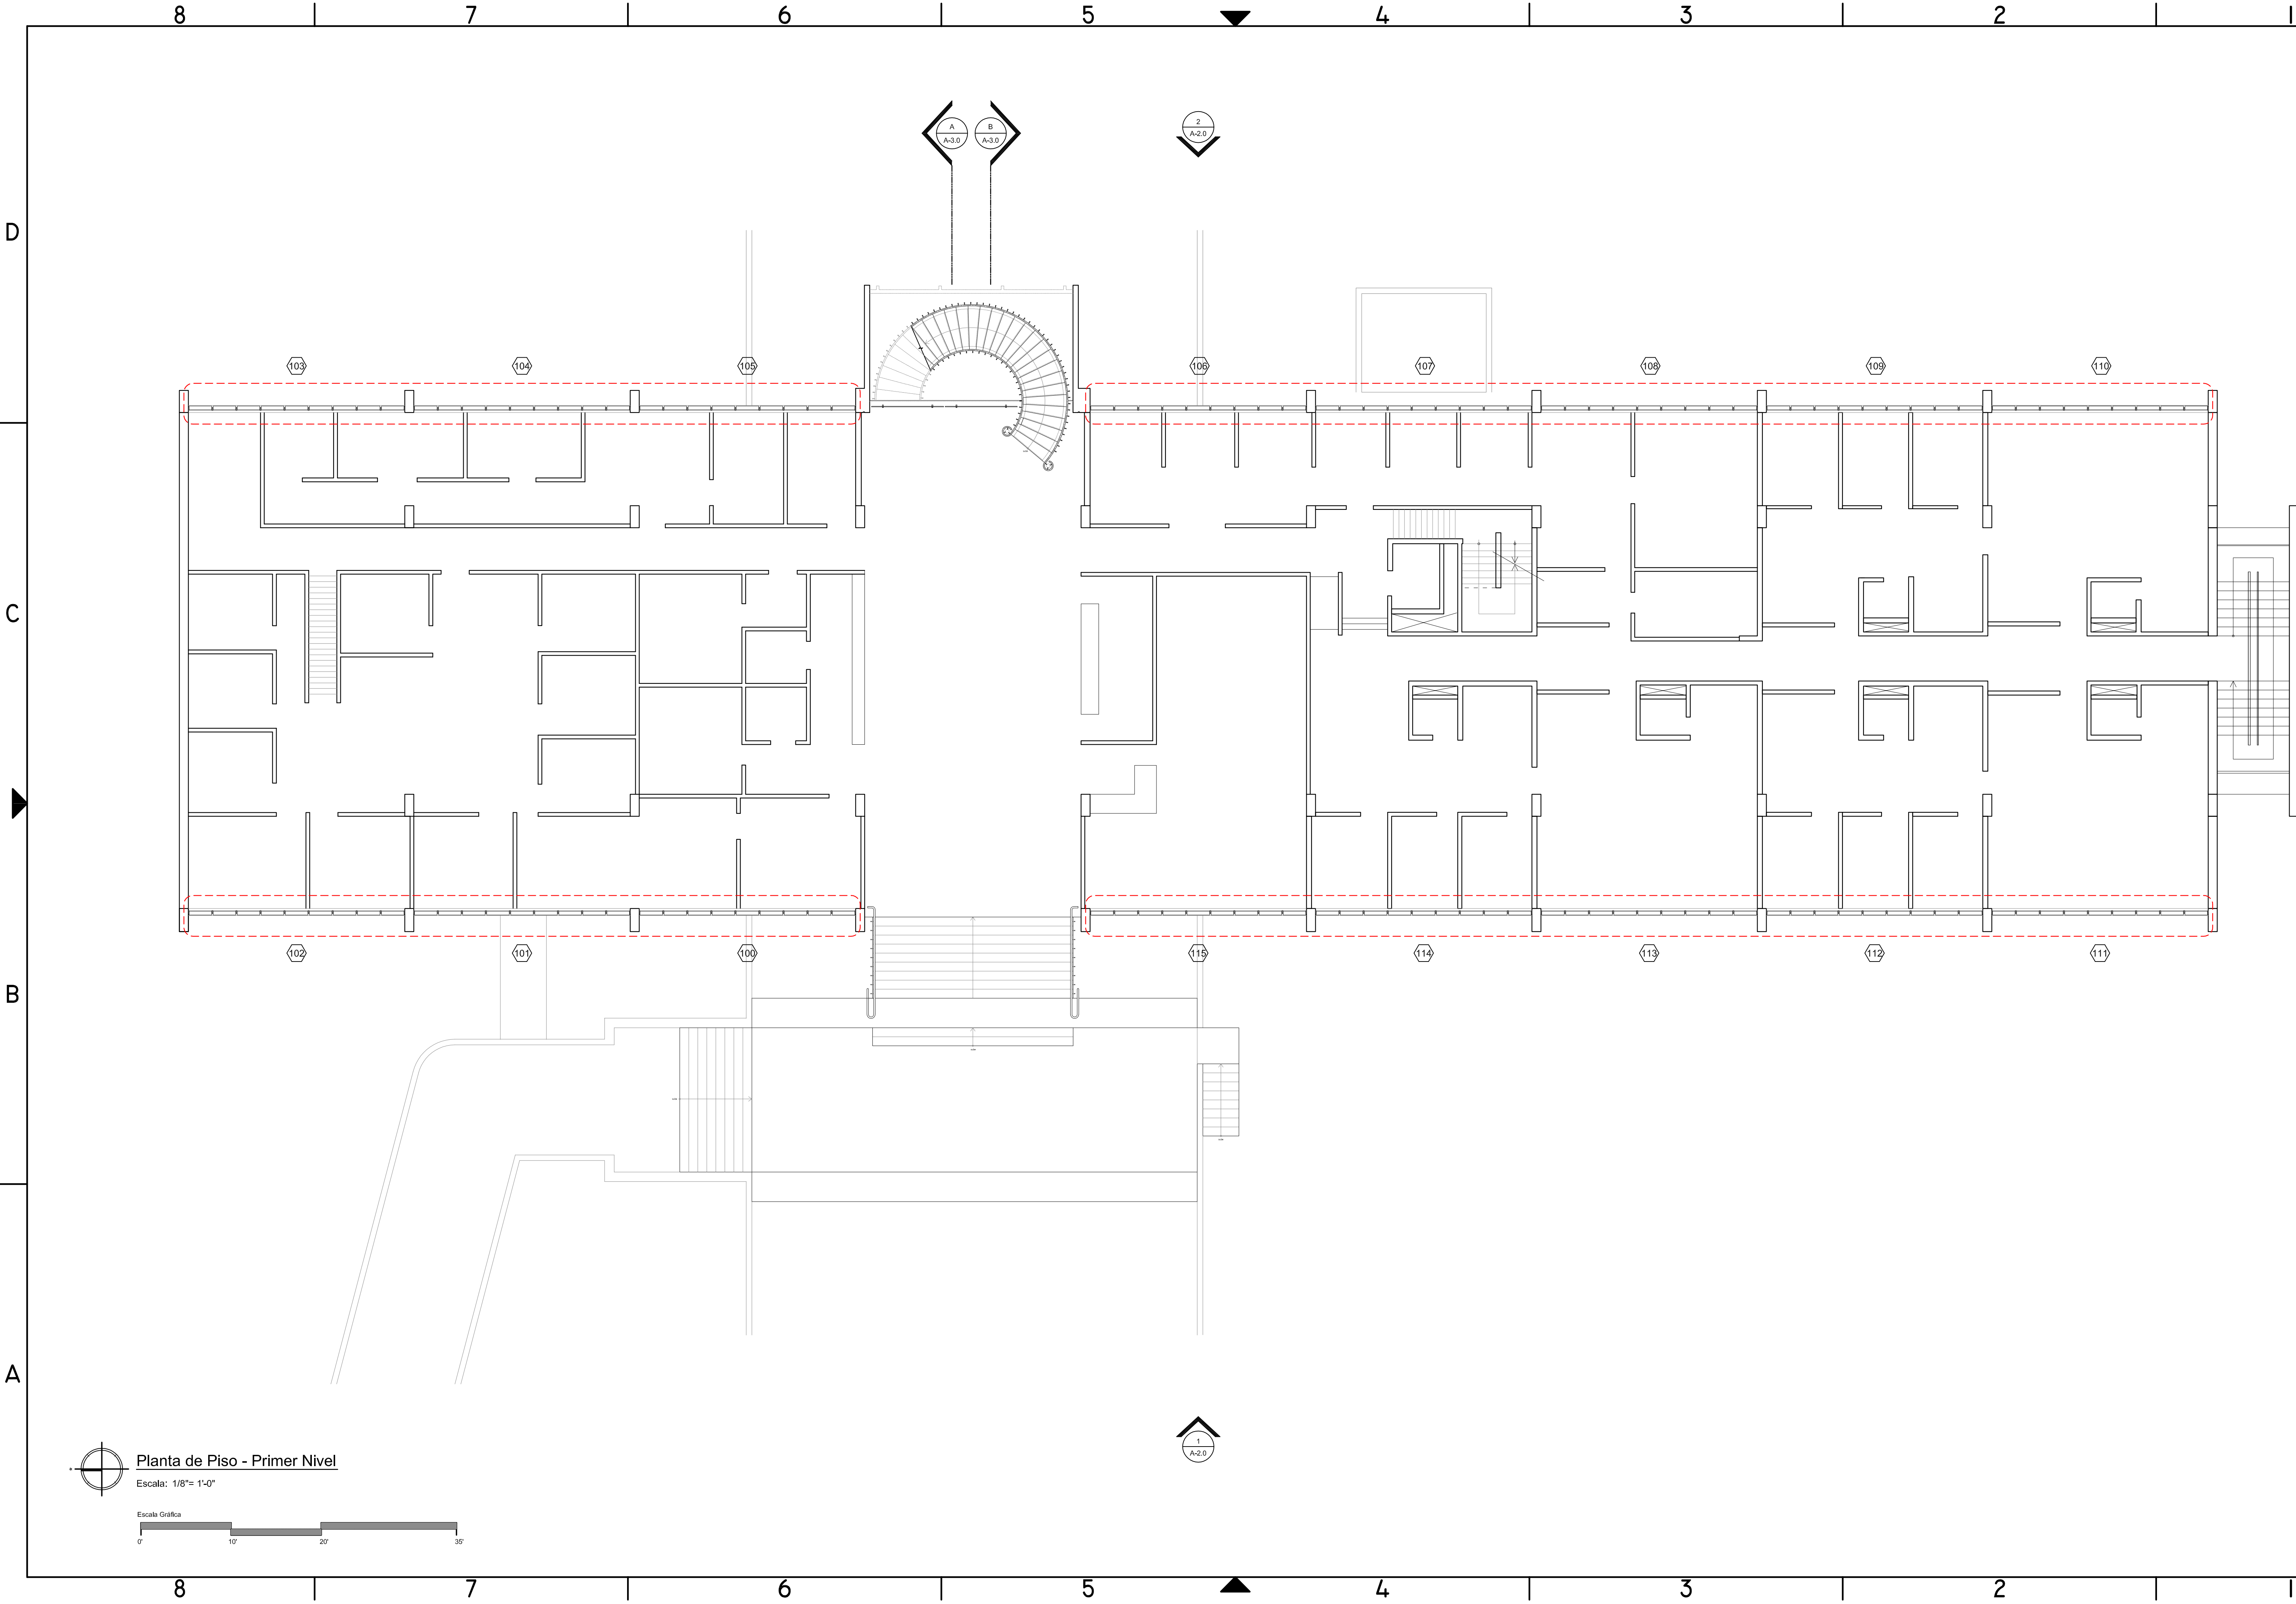 8 7 6 5 4 3 2 1
A B 2
A-3.0 A-3.0 A-2.0
D
103 104 105 106 107 108 109 110
C
102 101 100 115 114 113 112 111
B
A
1
A-2.0
Planta de Piso - Primer Nivel
Escala: 1/8"= 1'-0"
Escala Gráfica
0' 10' 20' 35'
8 7 6 5 4 3 2 1